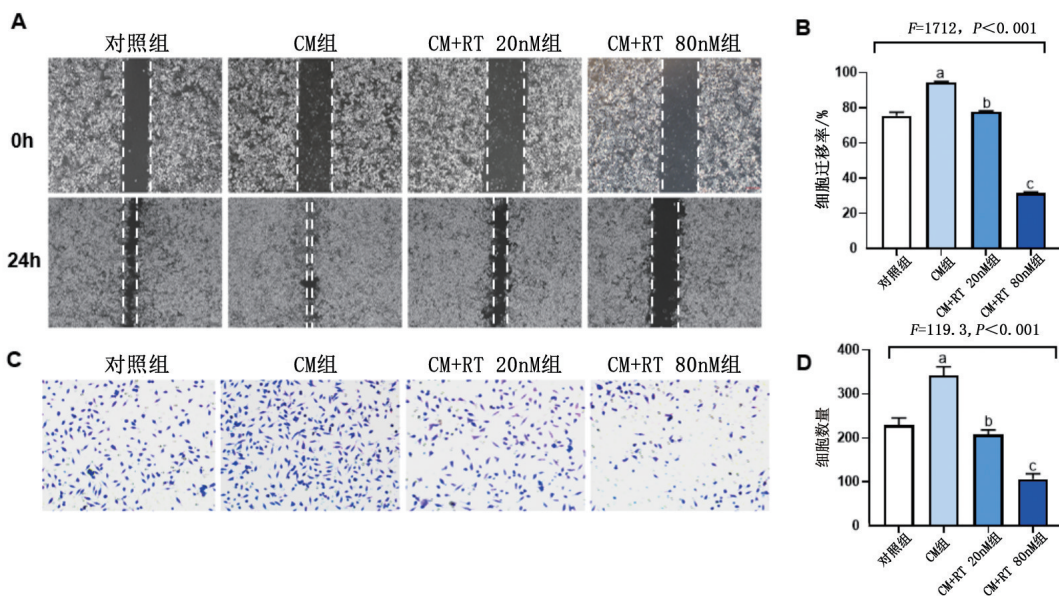 A
对照组
CM组
CM+RT 20nM组
CM+RT 80nM组
0h
24h
B
F=1712, P＜0.001
细胞迁移率/%
100
80
60
40
20
0
a
b
c
对照组
CM组
CM+RT 20nM组
CM+RT 80nM组
C
对照组
CM组
CM+RT 20nM组
CM+RT 80nM组
D
F=119.3, P＜0.001
细胞数量
400
300
200
100
0
a
b
c
对照组
CM组
CM+RT 20nM组
CM+RT 80nM组